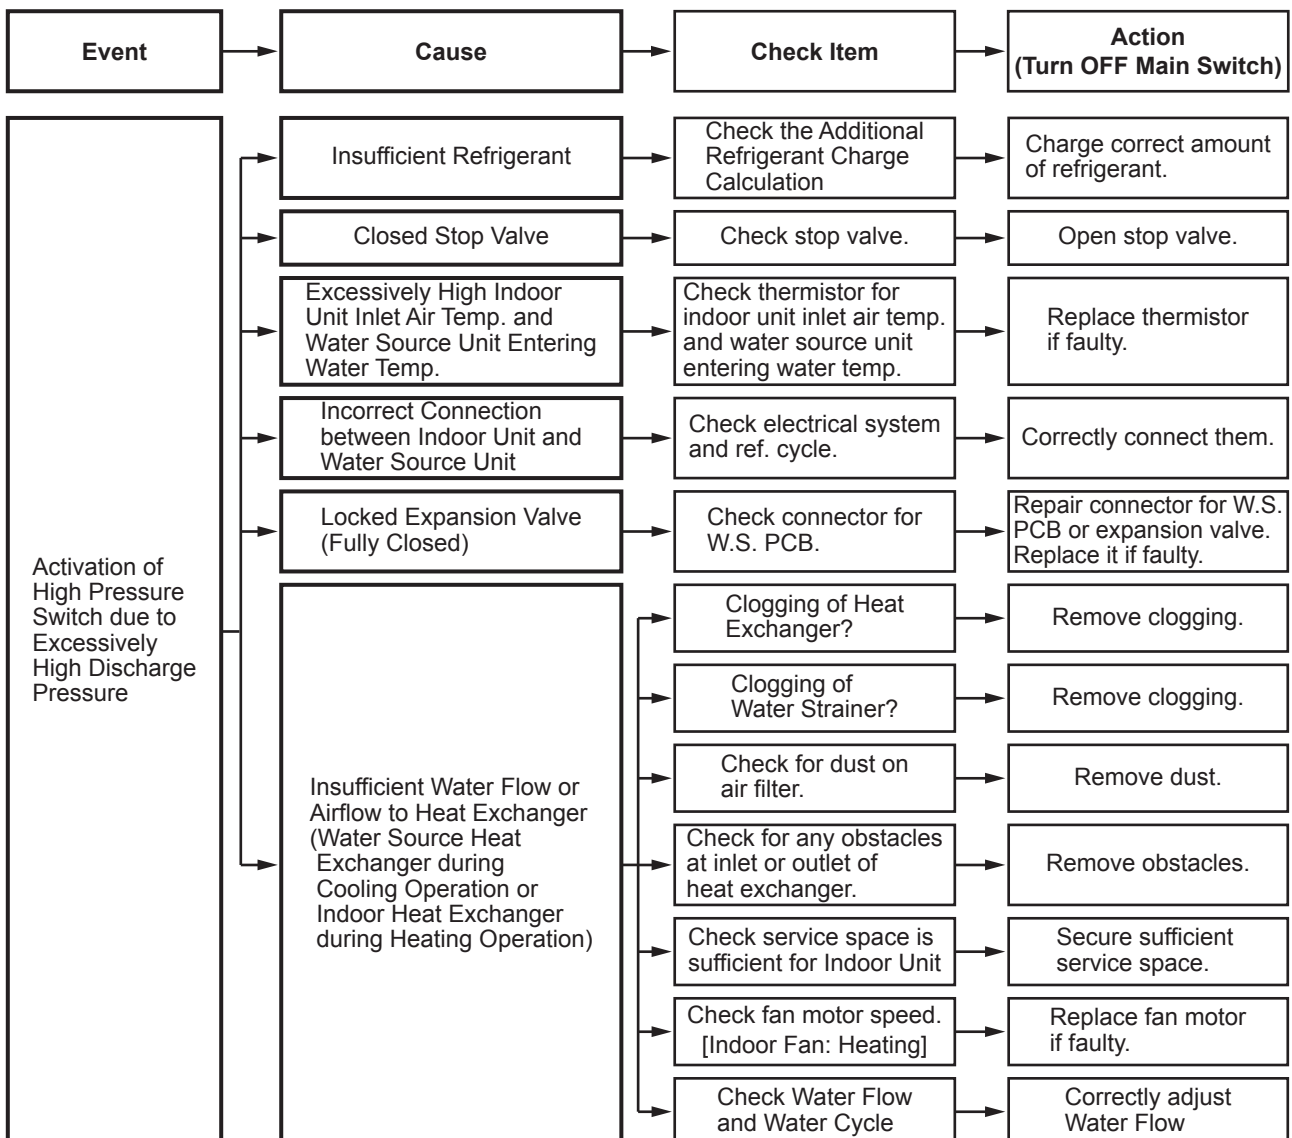 Event
Cause
Check Item
Action
(Turn OFF Main Switch)
Activation of
High Pressure
Switch due to
Excessively
High Discharge
Pressure
Insufficient Refrigerant
Check the Additional
Refrigerant Charge
Calculation
Charge correct amount
of refrigerant.
Closed Stop Valve
Check stop valve.
Open stop valve.
Excessively High Indoor
Unit Inlet Air Temp. and
Water Source Unit Entering
Water Temp.
Check thermistor for
indoor unit inlet air temp.
and water source unit
entering water temp.
Replace thermistor
if faulty.
Incorrect Connection
between Indoor Unit and
Water Source Unit
Check electrical system
and ref. cycle.
Correctly connect them.
Locked Expansion Valve
(Fully Closed)
Check connector for
W.S. PCB.
Repair connector for W.S.
PCB or expansion valve.
Replace it if faulty.
Insufficient Water Flow or
Airflow to Heat Exchanger
(Water Source Heat
Exchanger during
Cooling Operation or
Indoor Heat Exchanger
during Heating Operation)
Clogging of Heat
Exchanger?
Remove clogging.
Clogging of
Water Strainer?
Remove clogging.
Check for dust on
air filter.
Remove dust.
Check for any obstacles
at inlet or outlet of
heat exchanger.
Remove obstacles.
Check service space is
sufficient for Indoor Unit
Secure sufficient
service space.
Check fan motor speed.
[Indoor Fan: Heating]
Replace fan motor
if faulty.
Check Water Flow
and Water Cycle
Correctly adjust
Water Flow